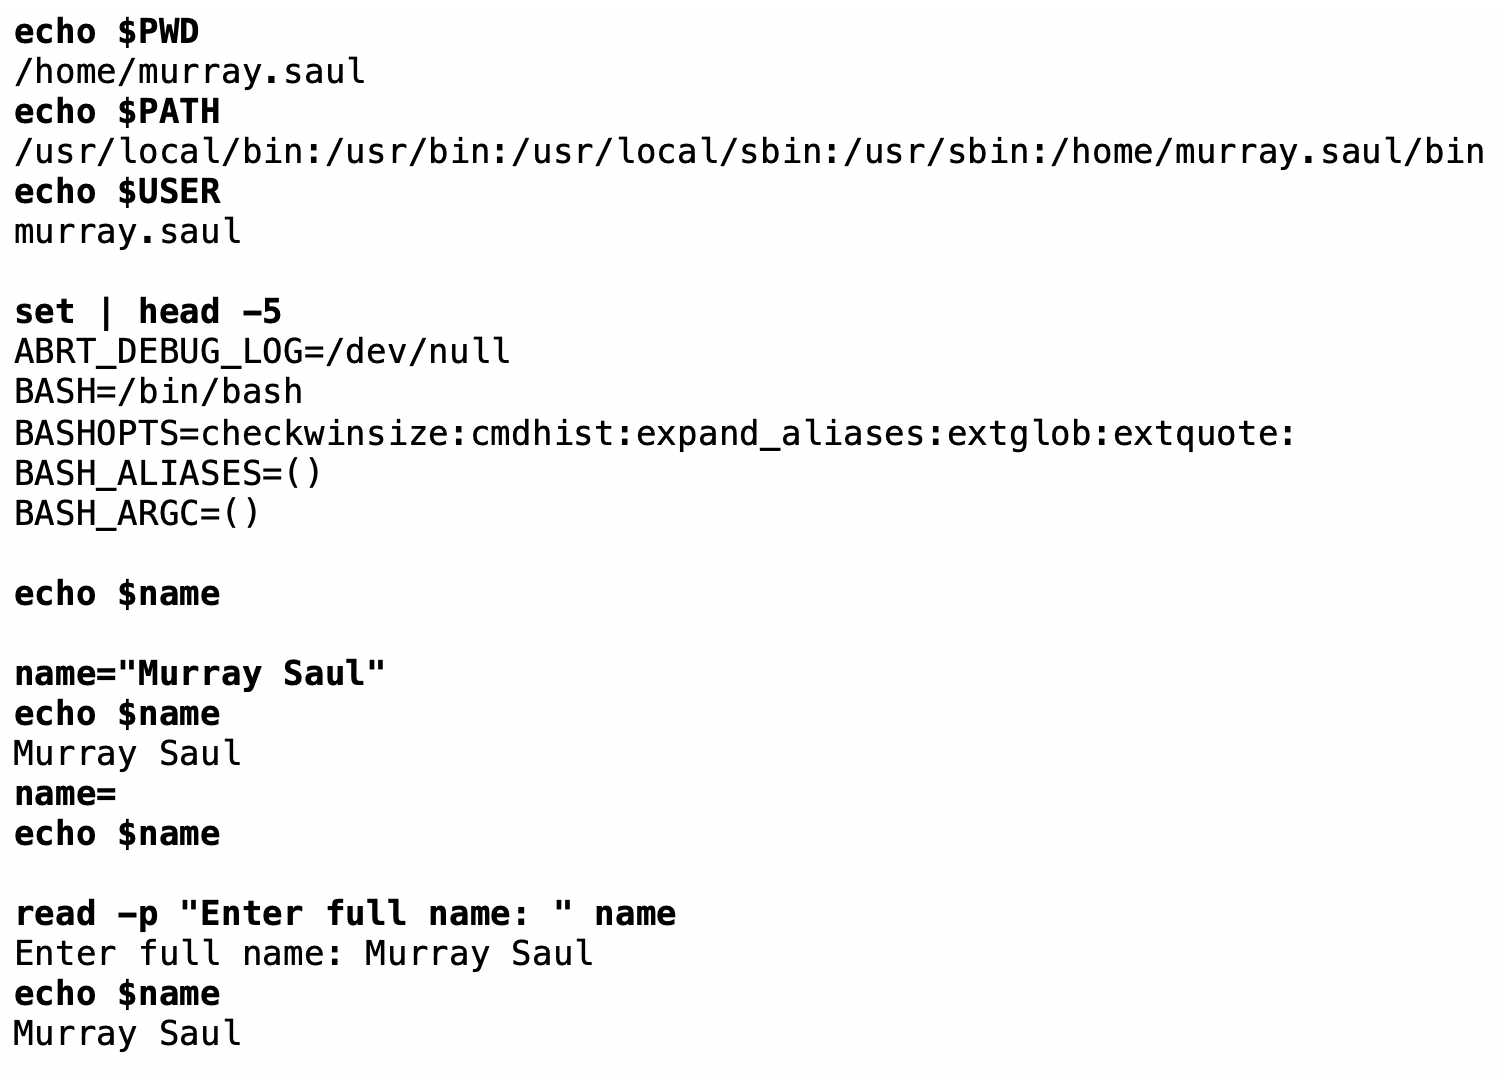 echo $PWD
/home/murray.saul
echo $PATH
/usr/local/bin:/usr/bin:/usr/local/sbin:/usr/sbin:/home/murray.saul/bin
echo $USER
murray.saul
set | head -5
ABRT_DEBUG_LOG=/dev/null
BASH=/bin/bash
BASHOPTS=checkwinsize:cmdhist:expand_aliases:extglob:extquote:
BASH_ALIASES=()
BASH_ARGC=()
echo $name
name="Murray Saul"
echo $name
Murray Saul
name=
echo $name
read -p "Enter full name: " name
Enter full name: Murray Saul
echo $name
Murray Saul